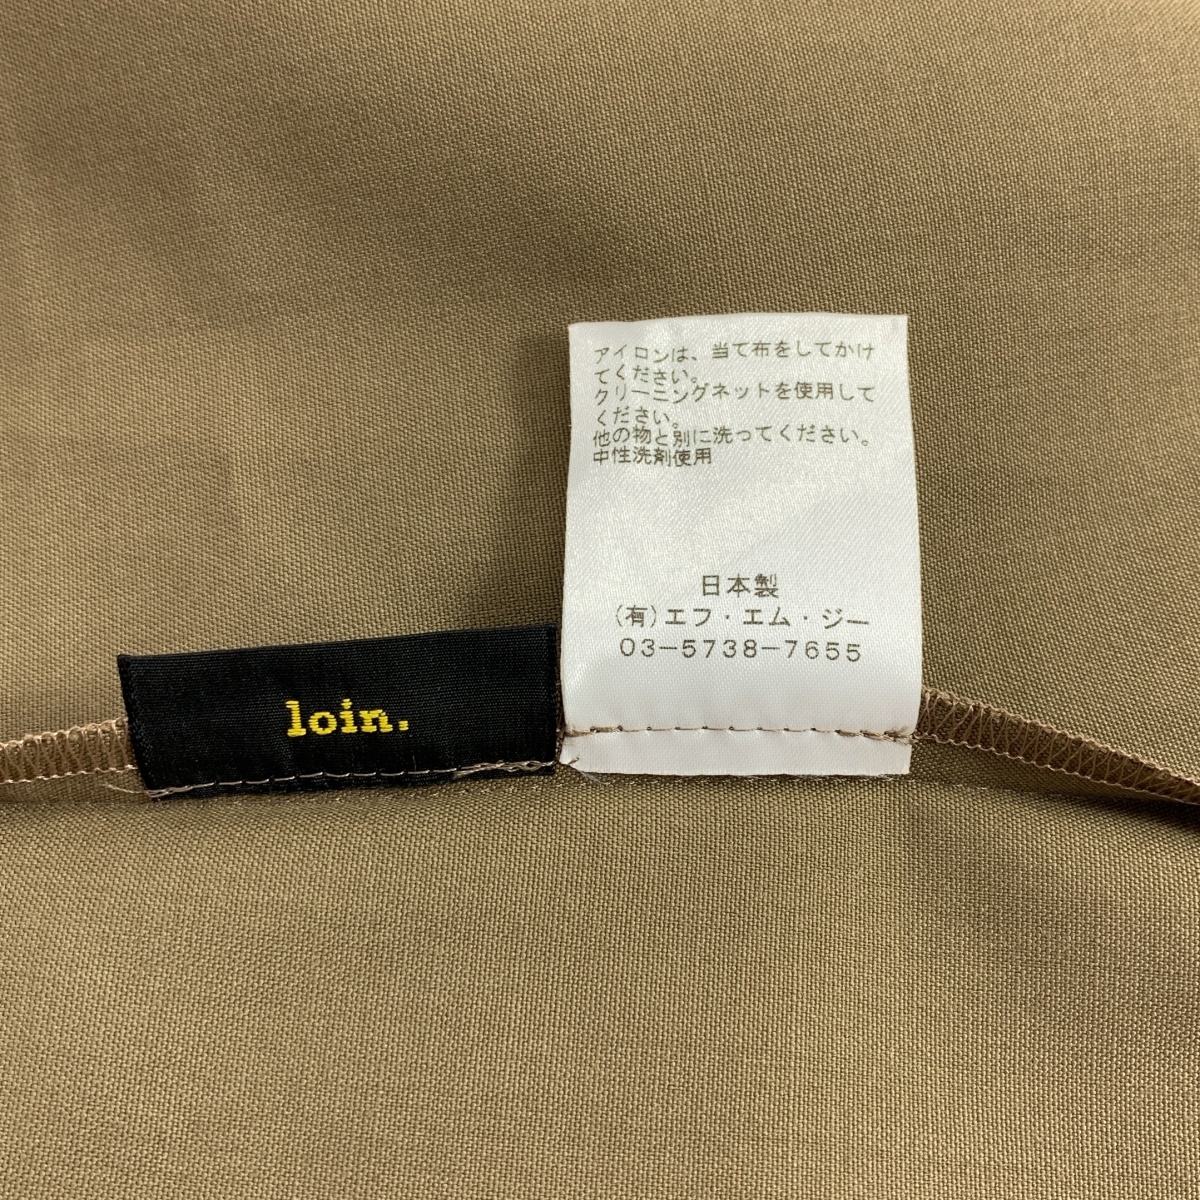 アイロンは、当て布をしてかけ
てください。
クリーニングネットを使用して
ください。
他の物と別に洗ってください。
中性洗剤使用
日本製
(有)エフ・エム・ジー
03-5738-7655
loin.